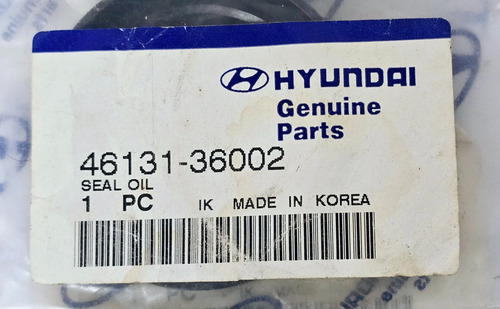 HYUNDAI
Genuine
Parts
46131-36002
SEAL OIL
1 PC IK MADE IN KOREA